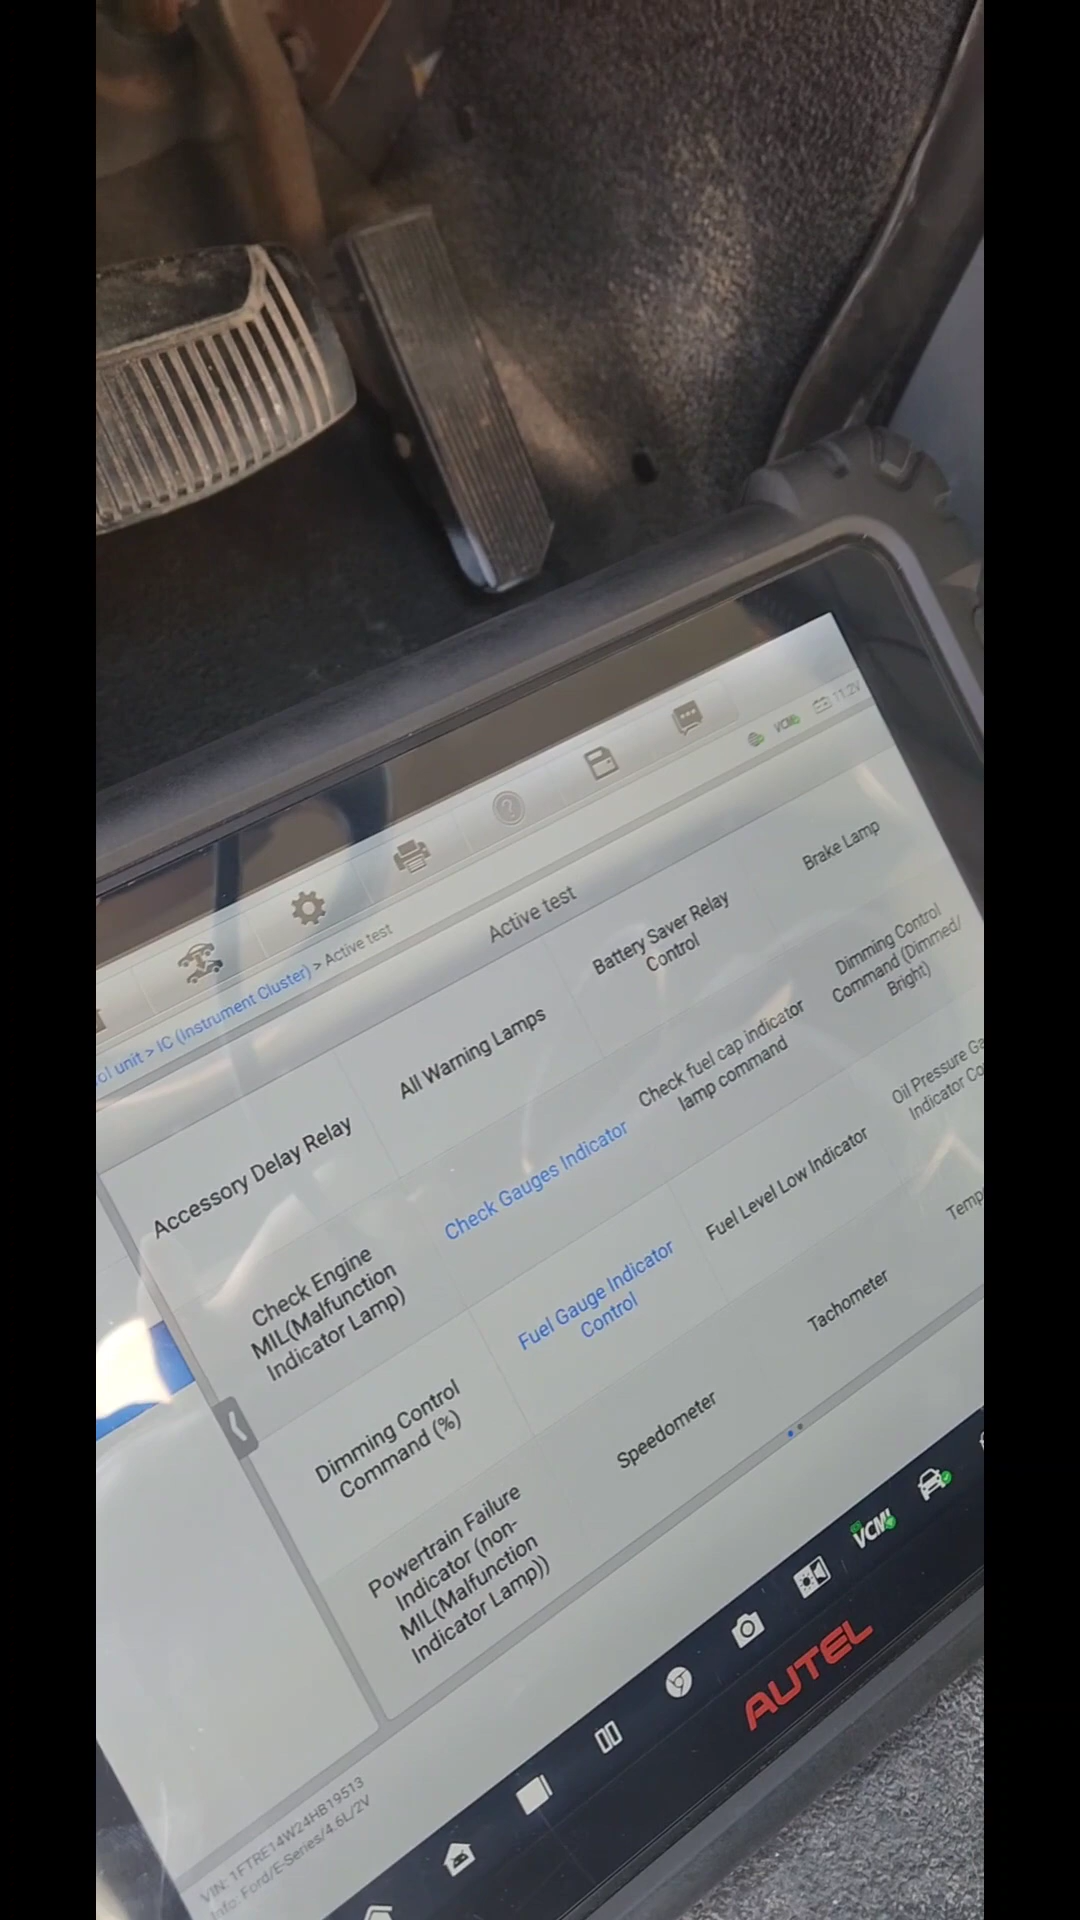 VCMI
11.2V
ol unit > IC (Instrument Cluster) > Active test
Active test
Accessory Delay Relay
All Warning Lamps
Battery Saver Relay
Control
Brake Lamp
Check Engine
MIL(Malfunction
Indicator Lamp)
Check Gauges Indicator
Check fuel cap indicator
lamp command
Dimming Control
Command (Dimmed/
Bright)
Dimming Control
Command (%)
Fuel Gauge Indicator
Control
Fuel Level Low Indicator
Oil Pressure Ga
Indicator Co
Powertrain Failure
Indicator (non-
MIL(Malfunction
Indicator Lamp))
Speedometer
Tachometer
Temp
VIN: 1FTRE14W24HB19513
Info: Ford/E-Series/4.6L/2V
VCMI
AUTEL